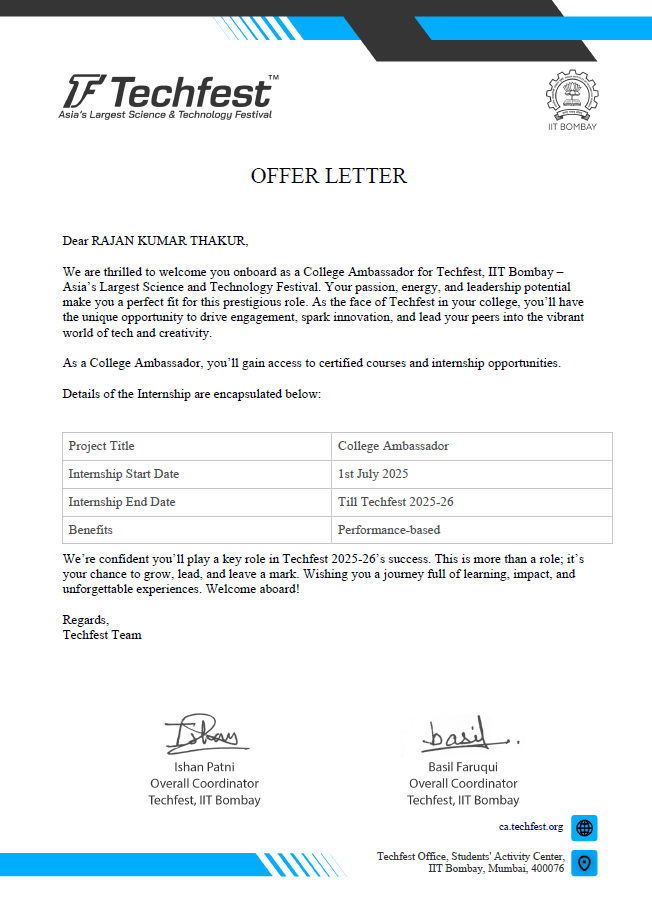 Techfest™
Asia's Largest Science & Technology Festival
IIT BOMBAY
OFFER LETTER
Dear RAJAN KUMAR THAKUR,
We are thrilled to welcome you onboard as a College Ambassador for Techfest, IIT Bombay –
Asia's Largest Science and Technology Festival. Your passion, energy, and leadership potential
make you a perfect fit for this prestigious role. As the face of Techfest in your college, you'll have
the unique opportunity to drive engagement, spark innovation, and lead your peers into the vibrant
world of tech and creativity.
As a College Ambassador, you'll gain access to certified courses and internship opportunities.
Details of the Internship are encapsulated below:
Project Title College Ambassador
Internship Start Date 1st July 2025
Internship End Date Till Techfest 2025-26
Benefits Performance-based
We're confident you'll play a key role in Techfest 2025-26's success. This is more than a role; it's
your chance to grow, lead, and leave a mark. Wishing you a journey full of learning, impact, and
unforgettable experiences. Welcome aboard!
Regards,
Techfest Team
Ishan basil
Ishan Patni Basil Faruqui
Overall Coordinator Overall Coordinator
Techfest, IIT Bombay Techfest, IIT Bombay
ca.techfest.org
Techfest Office, Students' Activity Center,
IIT Bombay, Mumbai, 400076